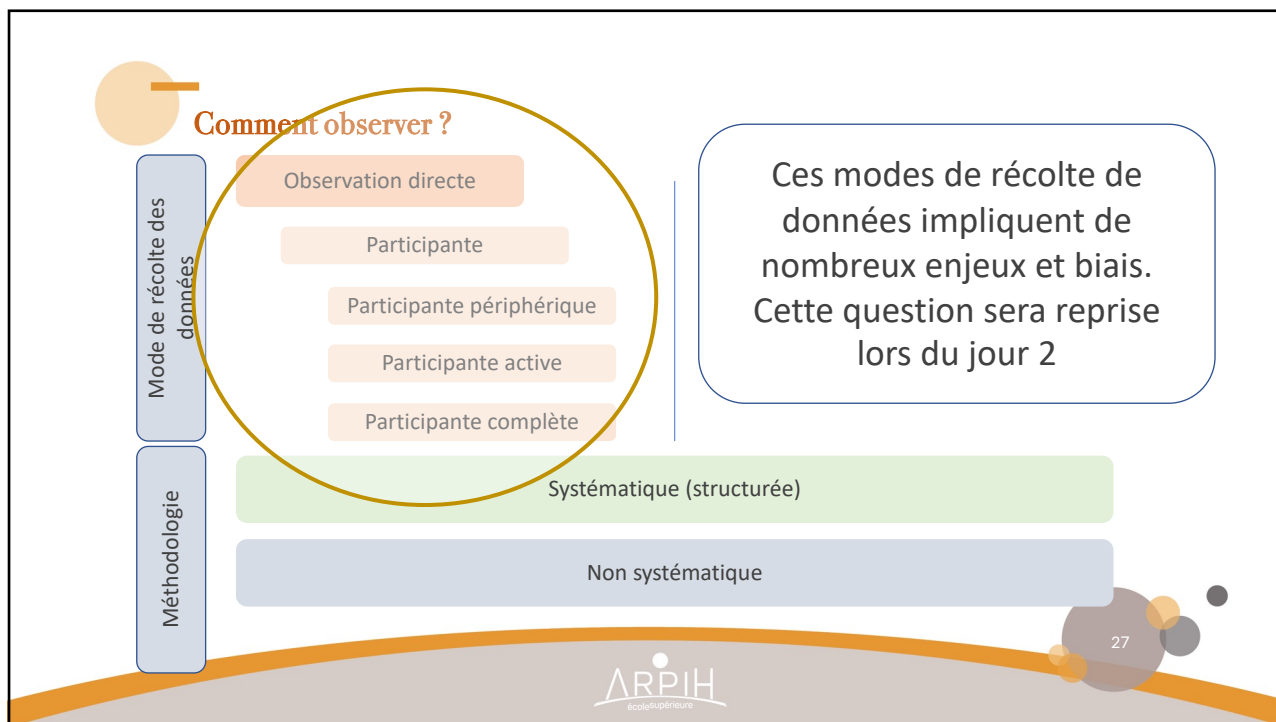 Comment observer ?
Mode de récolte des
données
Observation directe
Participante
Participante périphérique
Participante active
Participante complète
Ces modes de récolte de
données impliquent de
nombreux enjeux et biais.
Cette question sera reprise
lors du jour 2
Méthodologie
Systématique (structurée)
Non systématique
27
ARPIH
écolesupérieure